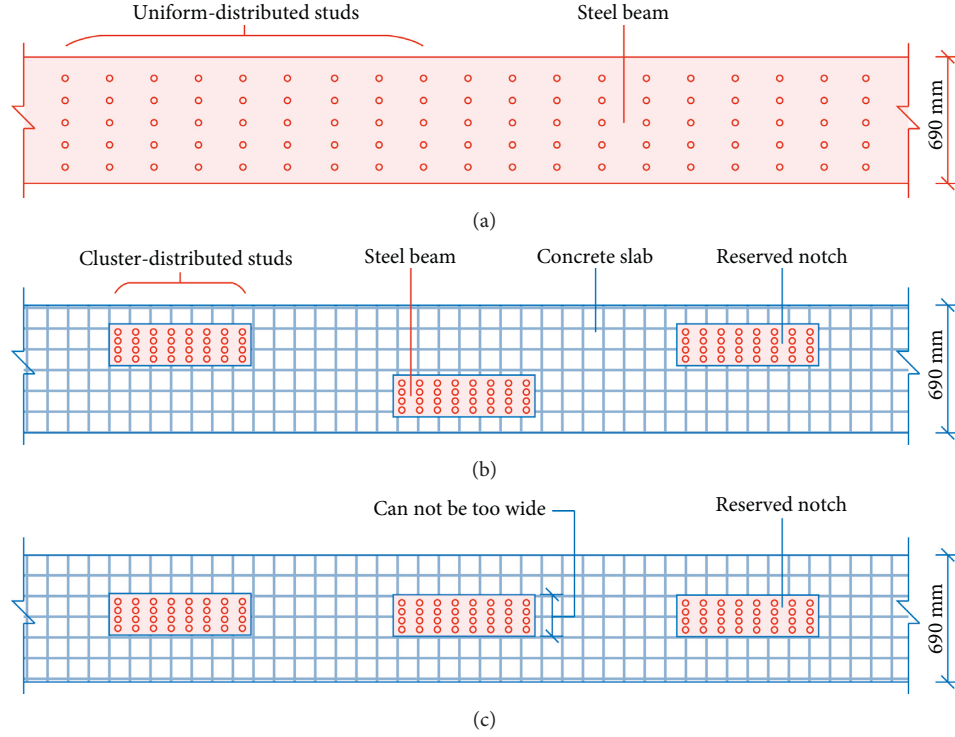 Uniform-distributed studs
Steel beam
690 mm
(a)
Cluster-distributed studs
Steel beam
Concrete slab
Reserved notch
690 mm
(b)
Can not be too wide
Reserved notch
690 mm
(c)